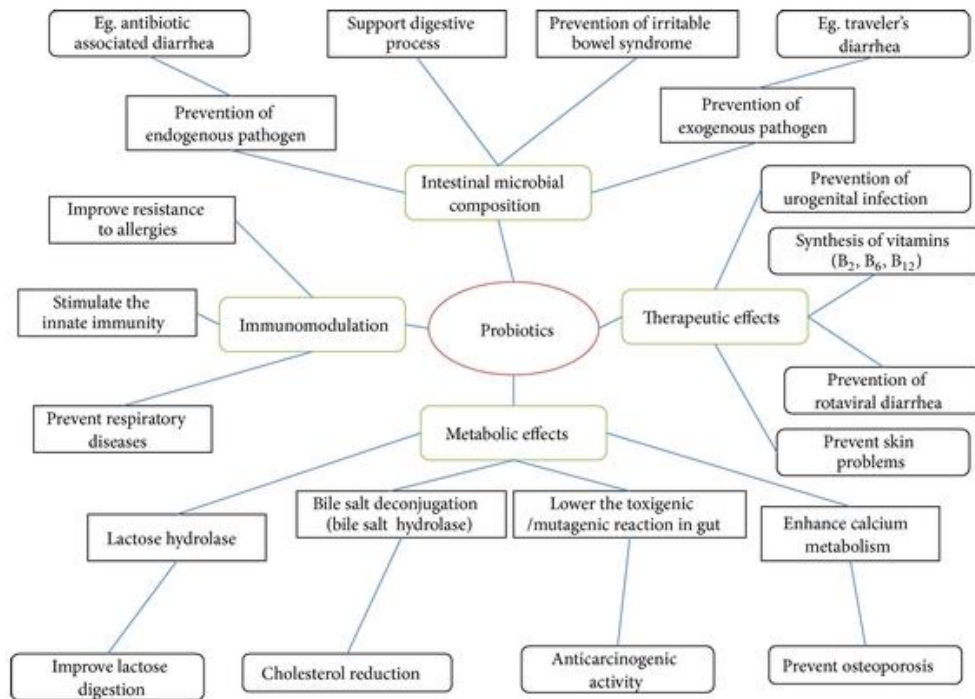 Eg. antibiotic
associated diarrhea
Support digestive
process
Prevention of irritable
bowel syndrome
Eg. traveler's
diarrhea
Prevention of
endogenous pathogen
Prevention of
exogenous pathogen
Intestinal microbial
composition
Prevention of
urogenital infection
Improve resistance
to allergies
Synthesis of vitamins
(B₂, B₆, B₁₂)
Stimulate the
innate immunity
Immunomodulation
Probiotics
Therapeutic effects
Prevention of
rotaviral diarrhea
Prevent respiratory
diseases
Metabolic effects
Prevent skin
problems
Lactose hydrolase
Bile salt deconjugation
(bile salt hydrolase)
Lower the toxigenic
/mutagenic reaction in gut
Enhance calcium
metabolism
Improve lactose
digestion
Cholesterol reduction
Anticarcinogenic
activity
Prevent osteoporosis